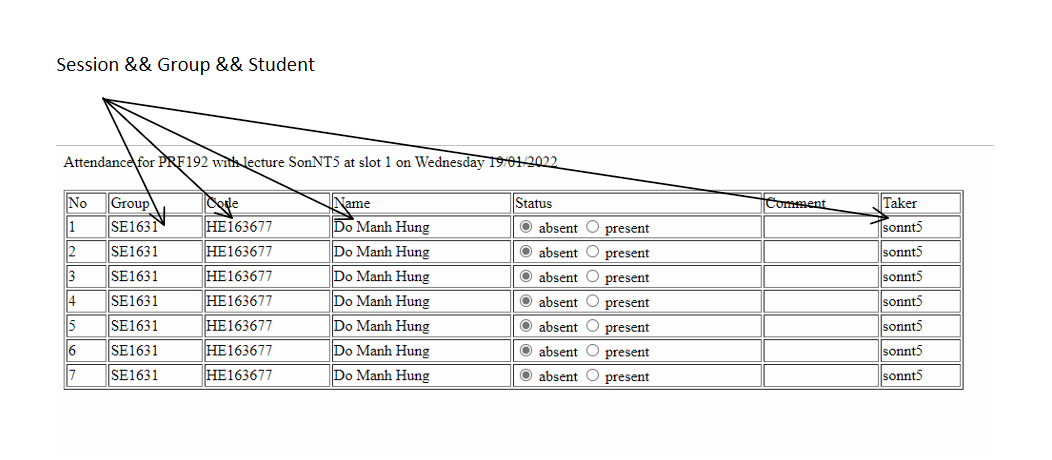 Session && Group && Student
Attendance for PRF192 with lecture SonNT5 at slot 1 on Wednesday 19/01/2022
No Group Code Name Status Comment Taker
1 SE1631 HE163677 Do Manh Hung absent present sonnt5
2 SE1631 HE163677 Do Manh Hung absent present sonnt5
3 SE1631 HE163677 Do Manh Hung absent present sonnt5
4 SE1631 HE163677 Do Manh Hung absent present sonnt5
5 SE1631 HE163677 Do Manh Hung absent present sonnt5
6 SE1631 HE163677 Do Manh Hung absent present sonnt5
7 SE1631 HE163677 Do Manh Hung absent present sonnt5